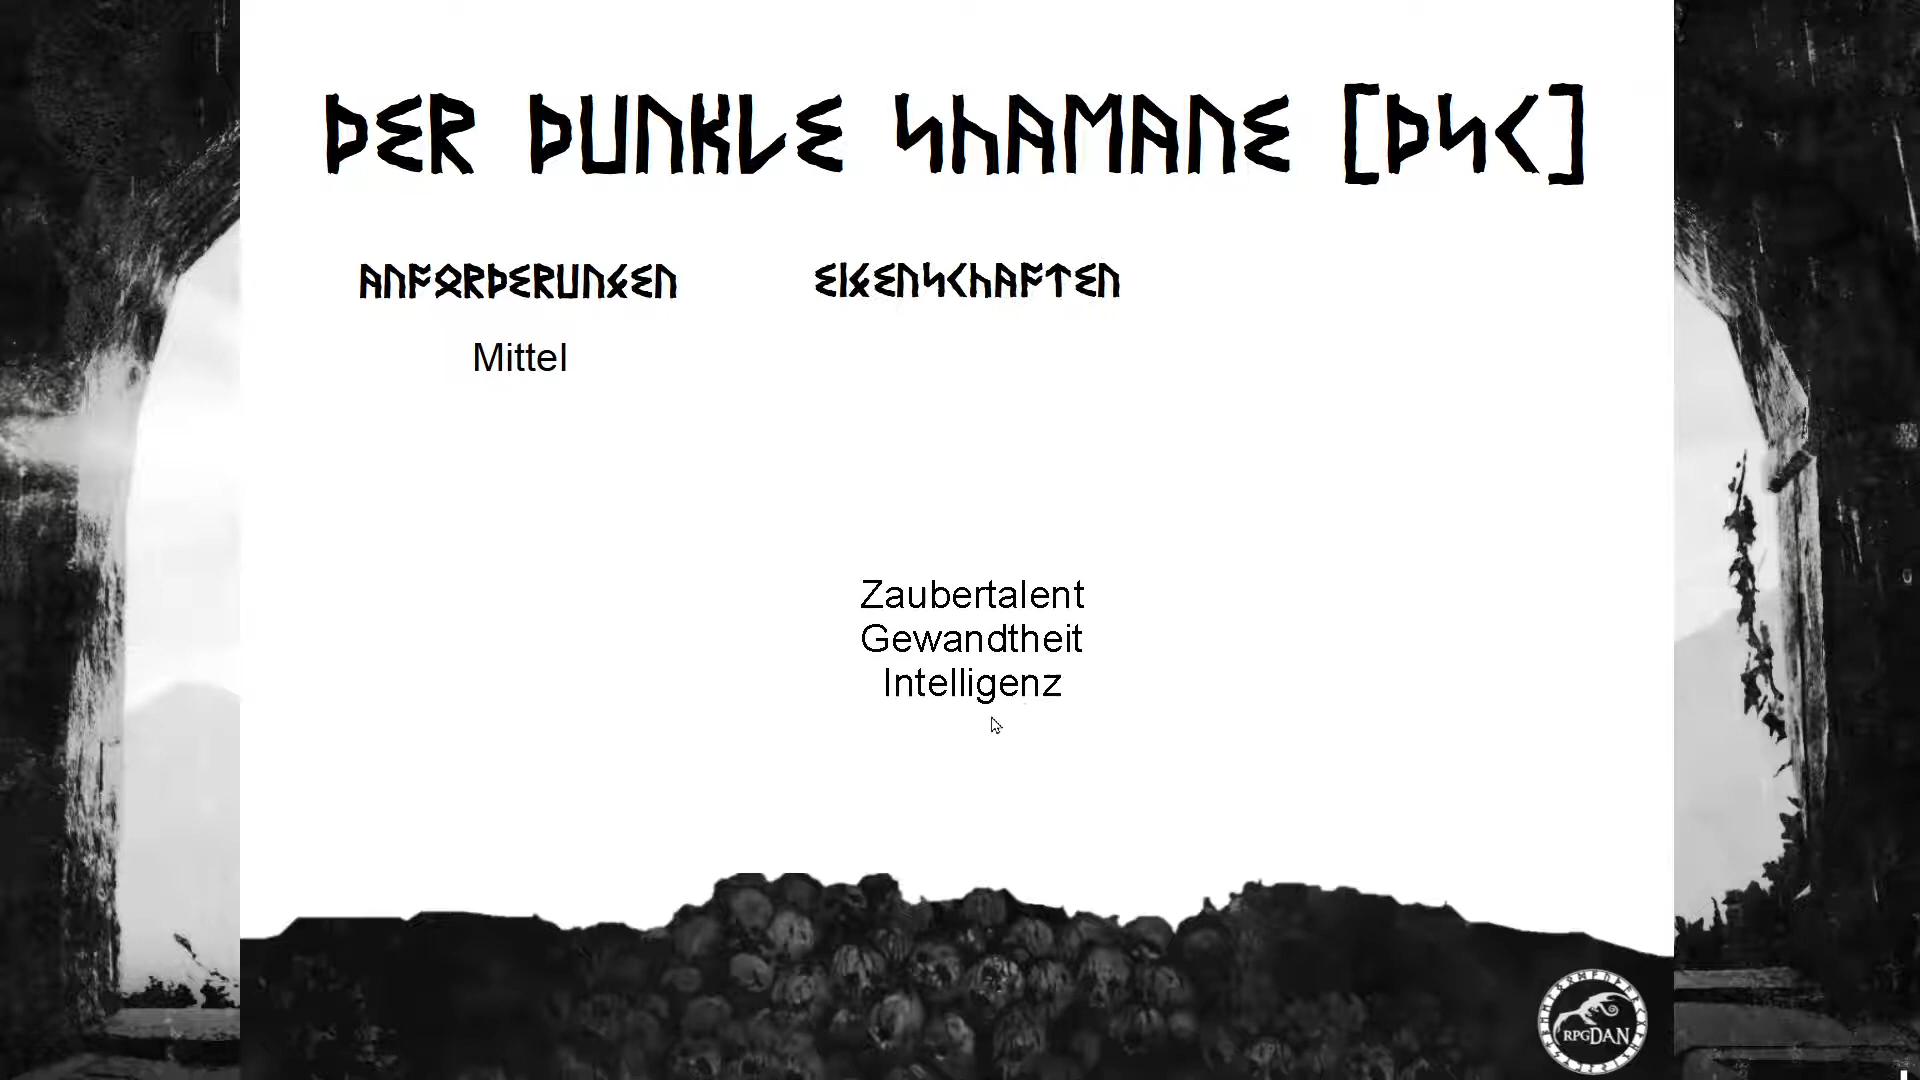 DER DUNKLE SHAMANE [DSC]
ANFORDERUNGEN
EIGENSCHAFTEN
Mittel
Zaubertalent
Gewandtheit
Intelligenz
RPGDAN